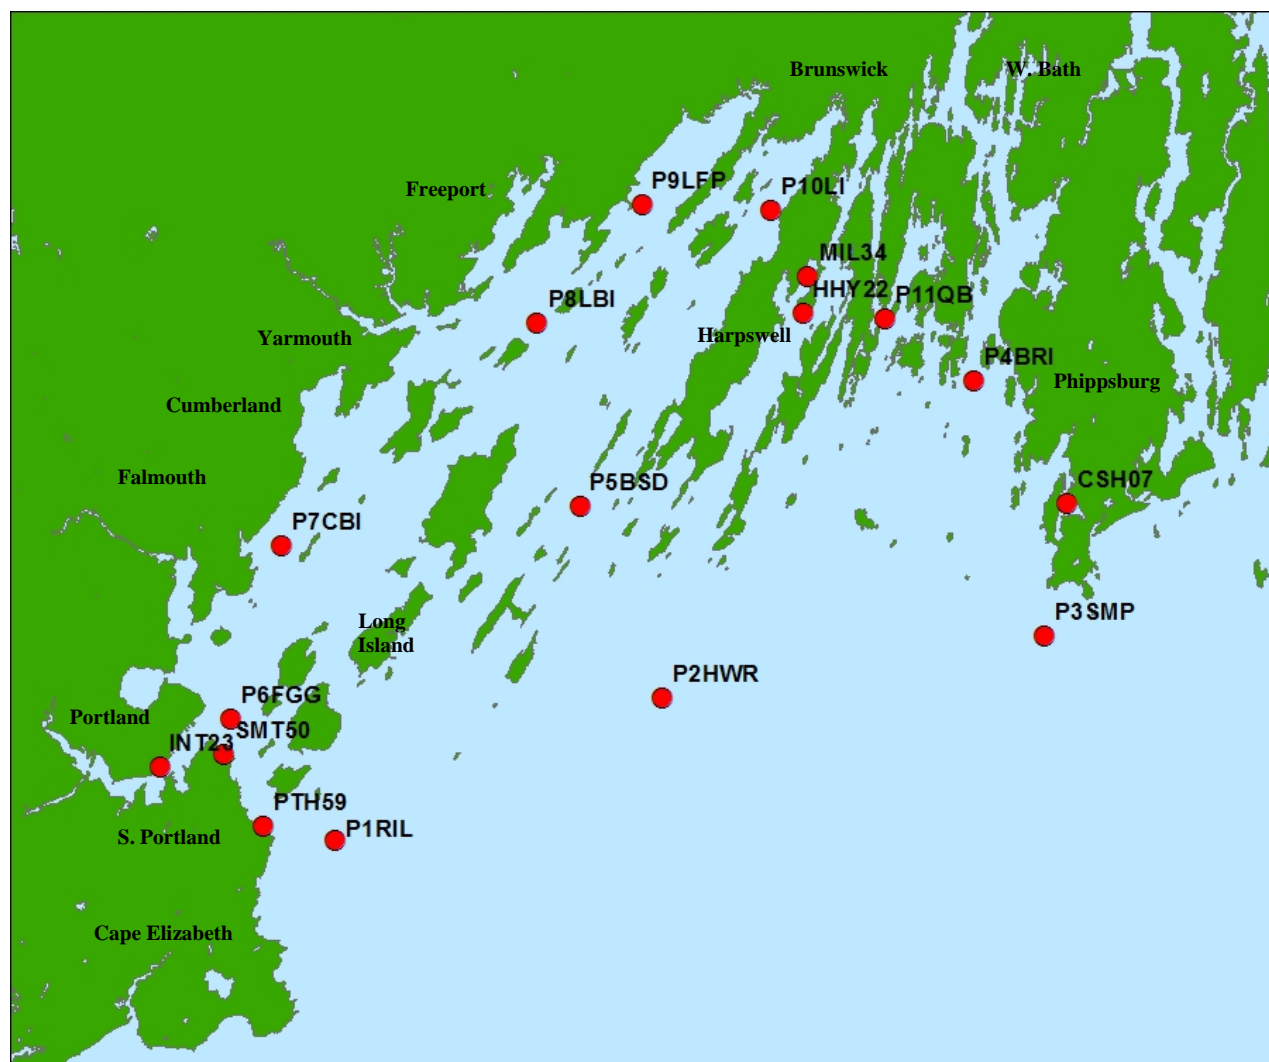 Brunswick
W. Bath
P9LFP
P10LI
Freeport
MIL34
HHY22
P11QB
P8LBI
Yarmouth
Harpswell
P4BRI
Phippsburg
Cumberland
Falmouth
P5BSD
CSH07
P7CBI
P3SMP
Long
Island
P2HWR
P6FGG
Portland
SMT50
INT23
PTH59
P1RIL
S. Portland
Cape Elizabeth